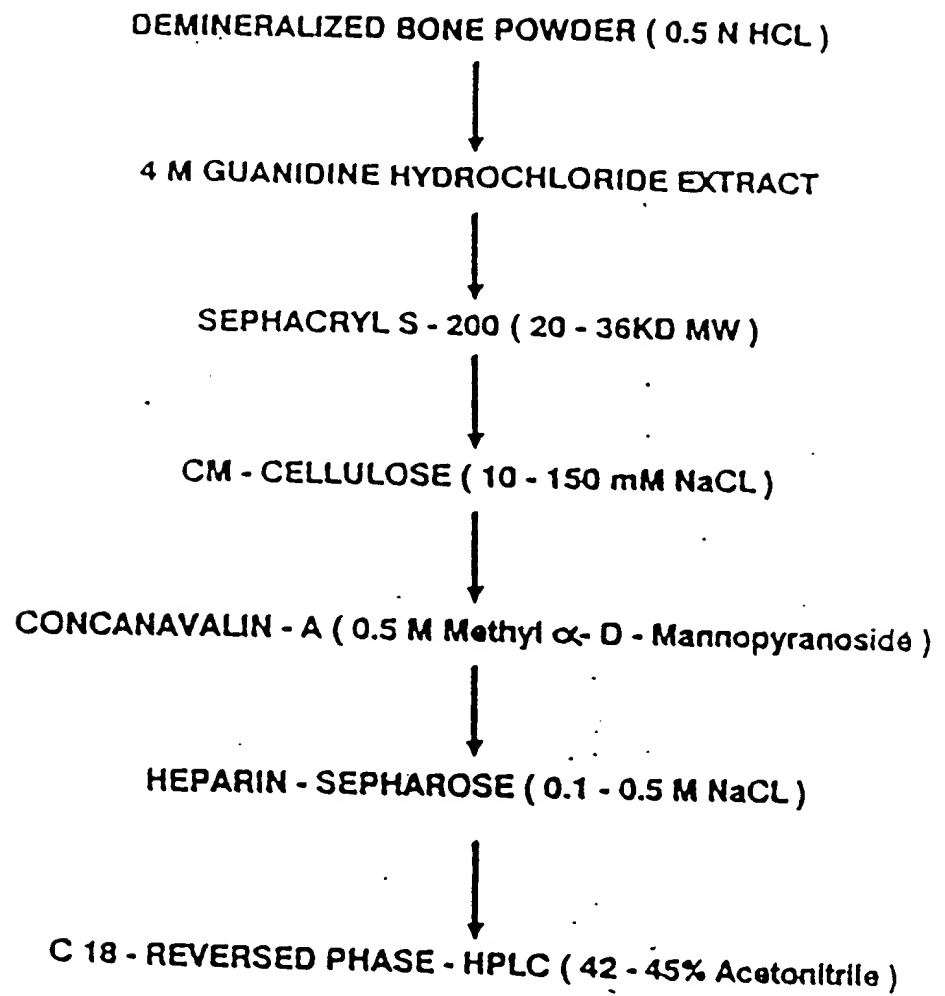 DEMINERALIZED BONE POWDER ( 0.5 N HCL )
4 M GUANIDINE HYDROCHLORIDE EXTRACT
SEPHACRYL S - 200 ( 20 - 36KD MW )
CM - CELLULOSE ( 10 - 150 mM NaCL )
CONCANAVALIN - A ( 0.5 M Methyl α- D - Mannopyranoside )
HEPARIN - SEPHAROSE ( 0.1 - 0.5 M NaCL )
C 18 - REVERSED PHASE - HPLC ( 42 - 45% Acetonitrile )